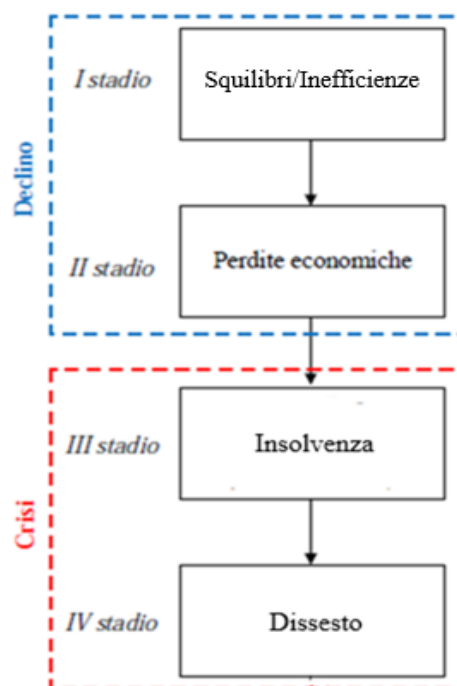 Declino
I stadio
Squilibri/Inefficienze
II stadio
Perdite economiche
Crisi
III stadio
Insolvenza
IV stadio
Dissesto